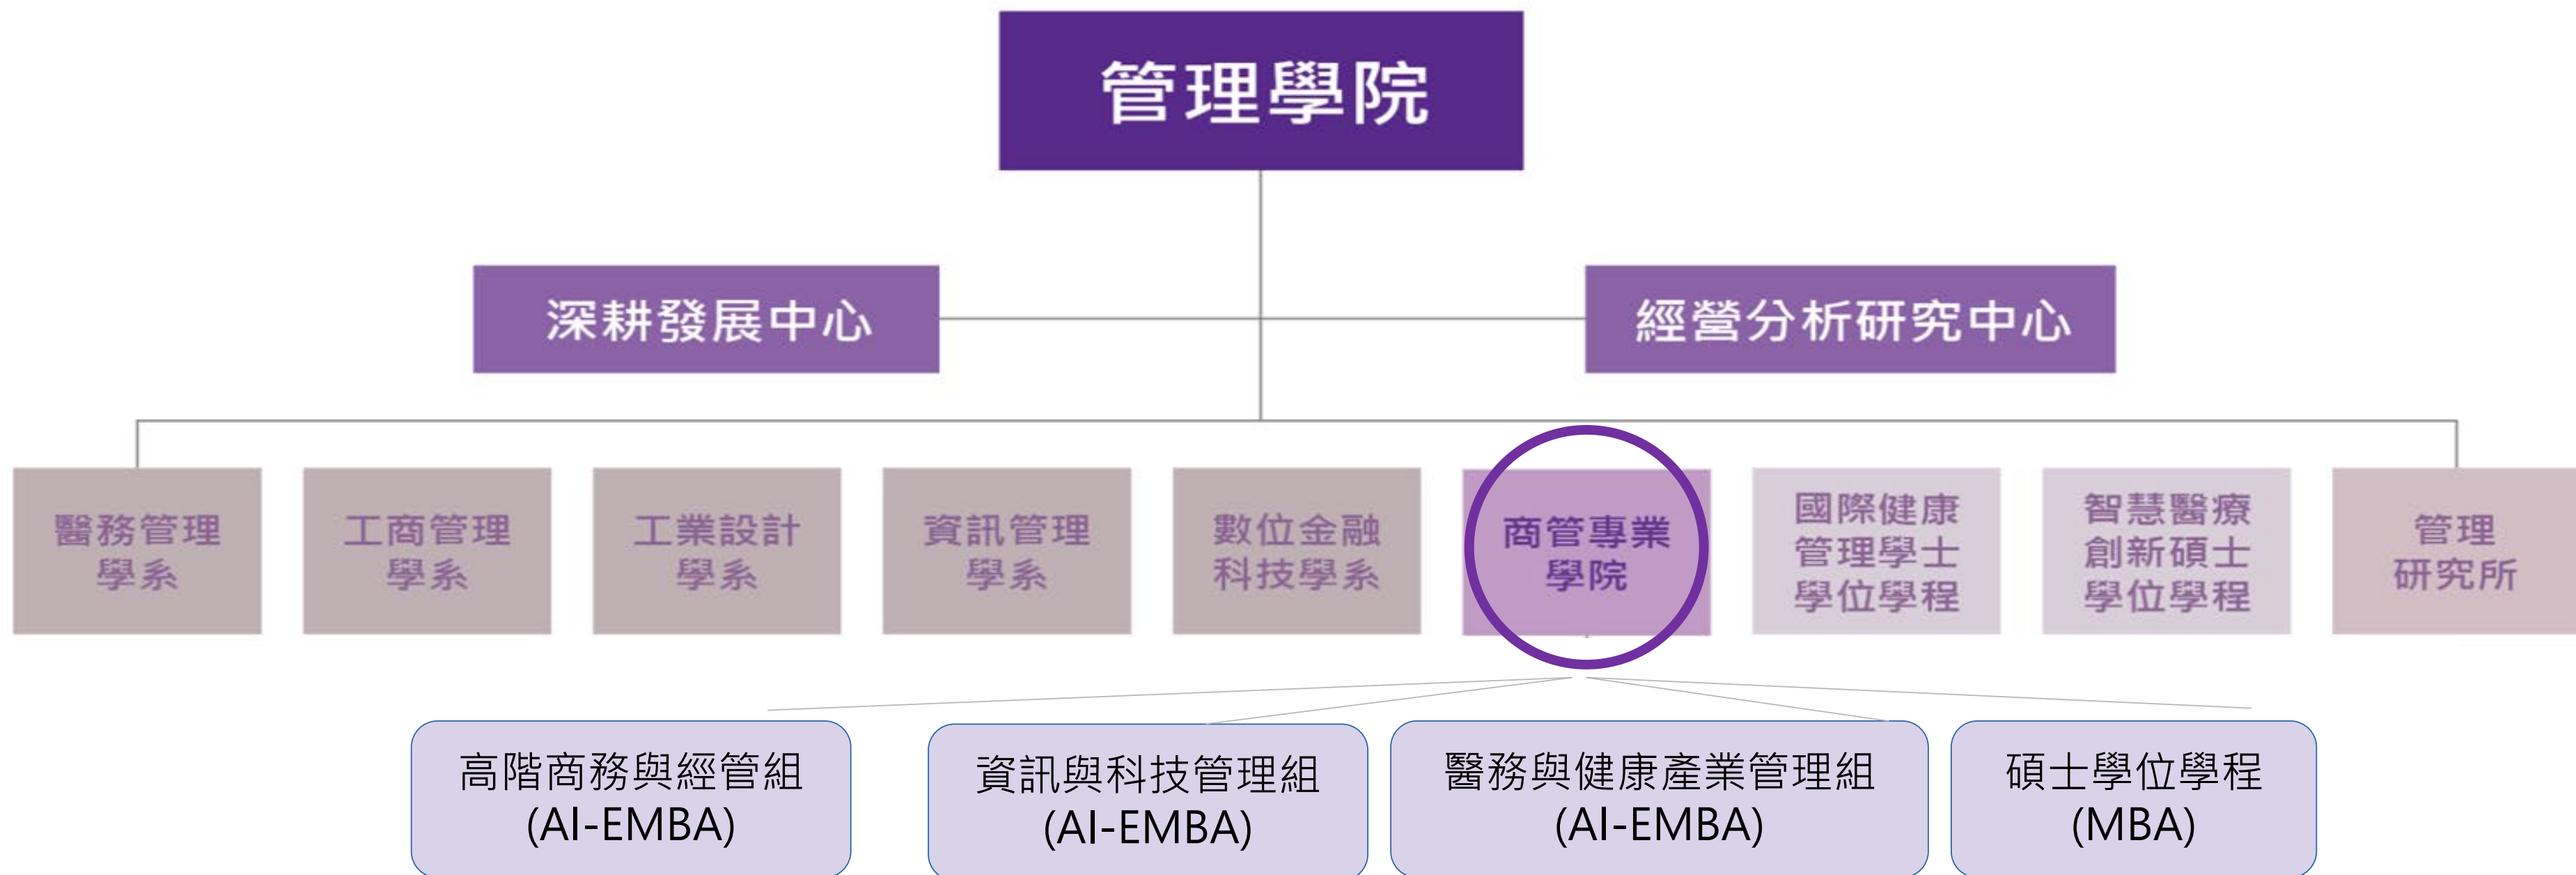 管理學院
深耕發展中心
經營分析研究中心
醫務管理
學系
工商管理
學系
工業設計
學系
資訊管理
學系
數位金融
科技學系
商管專業
學院
國際健康
管理學士
學位學程
智慧醫療
創新碩士
學位學程
管理
研究所
高階商務與經管組
(AI-EMBA)
資訊與科技管理組
(AI-EMBA)
醫務與健康產業管理組
(AI-EMBA)
碩士學位學程
(MBA)